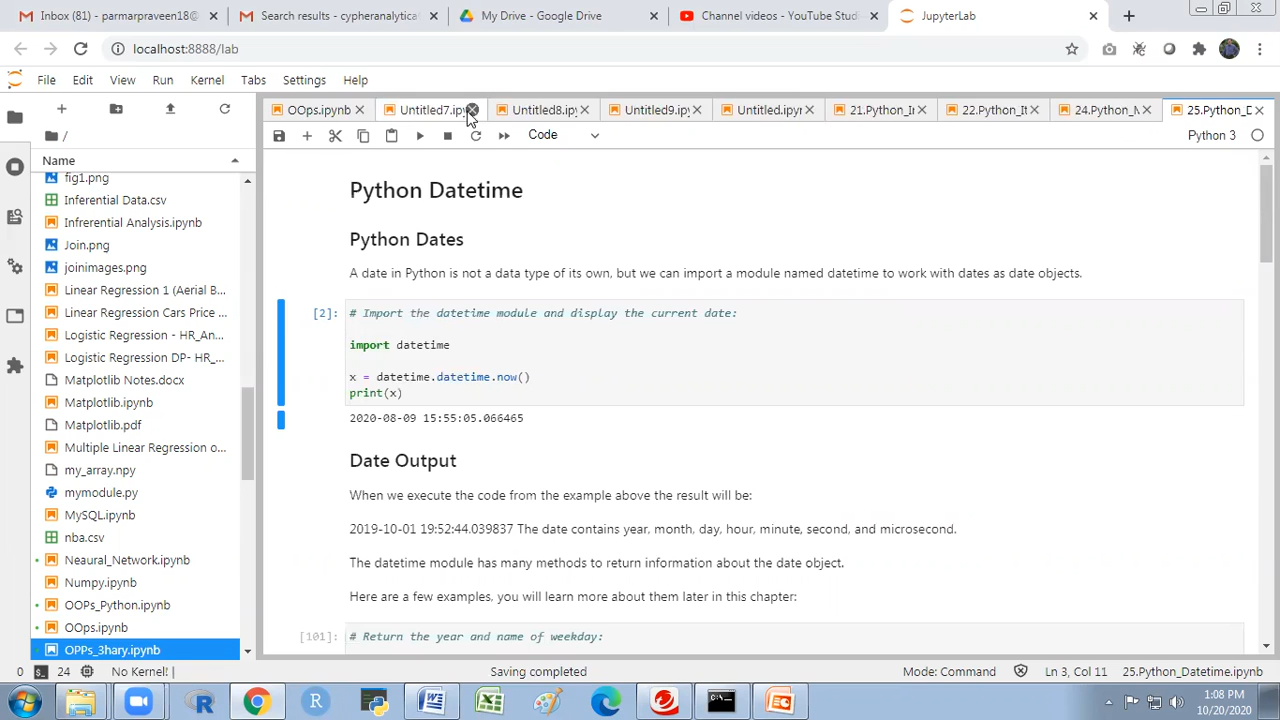 Inbox (81) - parmarpraveen18@
Search results - cypheranalytica
My Drive - Google Drive
Channel videos - YouTube Stud
JupyterLab
localhost:8888/lab
File Edit View Run Kernel Tabs Settings Help
OOps.ipynb
Untitled7.ipy
Untitled8.ipy
Untitled9.ipy
Untitled.ipyn
21.Python_It
22.Python_It
24.Python_M
25.Python_D
Code
Python 3
/
Name
fig1.png
Inferential Data.csv
Infrerential Analysis.ipynb
Join.png
joinimages.png
Linear Regression 1 (Aerial B...
Linear Regression Cars Price ...
Logistic Regression - HR_An...
Logistic Regression DP- HR_...
Matplotlib Notes.docx
Matplotlib.ipynb
Matplotlib.pdf
Multiple Linear Regression o...
my_array.npy
mymodule.py
MySQL.ipynb
nba.csv
Neaural_Network.ipynb
Numpy.ipynb
OOPs_Python.ipynb
OOps.ipynb
OPPs_3hary.ipynb
Python Datetime
Python Dates
A date in Python is not a data type of its own, but we can import a module named datetime to work with dates as date objects.
[2]:
# Import the datetime module and display the current date:
import datetime
x = datetime.datetime.now()
print(x)
2020-08-09 15:55:05.066465
Date Output
When we execute the code from the example above the result will be:
2019-10-01 19:52:44.039837 The date contains year, month, day, hour, minute, second, and microsecond.
The datetime module has many methods to return information about the date object.
Here are a few examples, you will learn more about them later in this chapter:
[101]:
# Return the year and name of weekday:
0 24 No Kernel! |
Saving completed
Mode: Command
Ln 3, Col 11
25.Python_Datetime.ipynb
1:08 PM
10/20/2020